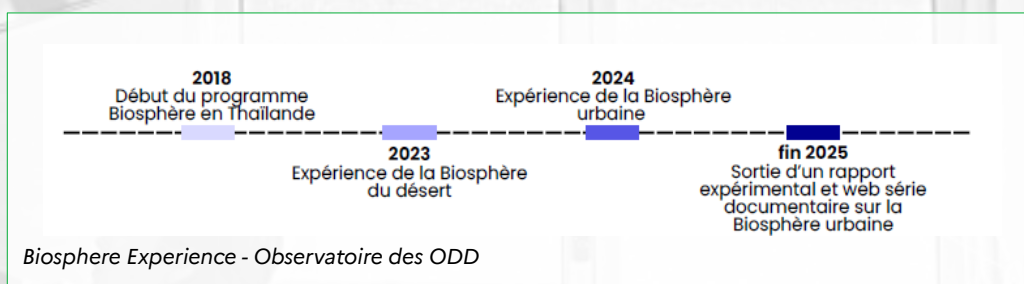 2018
Début du programme
Biosphère en Thaïlande
2023
Expérience de la Biosphère
du désert
2024
Expérience de la Biosphère
urbaine
fin 2025
Sortie d'un rapport
expérimental et web série
documentaire sur la
Biosphère urbaine
Biosphere Experience - Observatoire des ODD